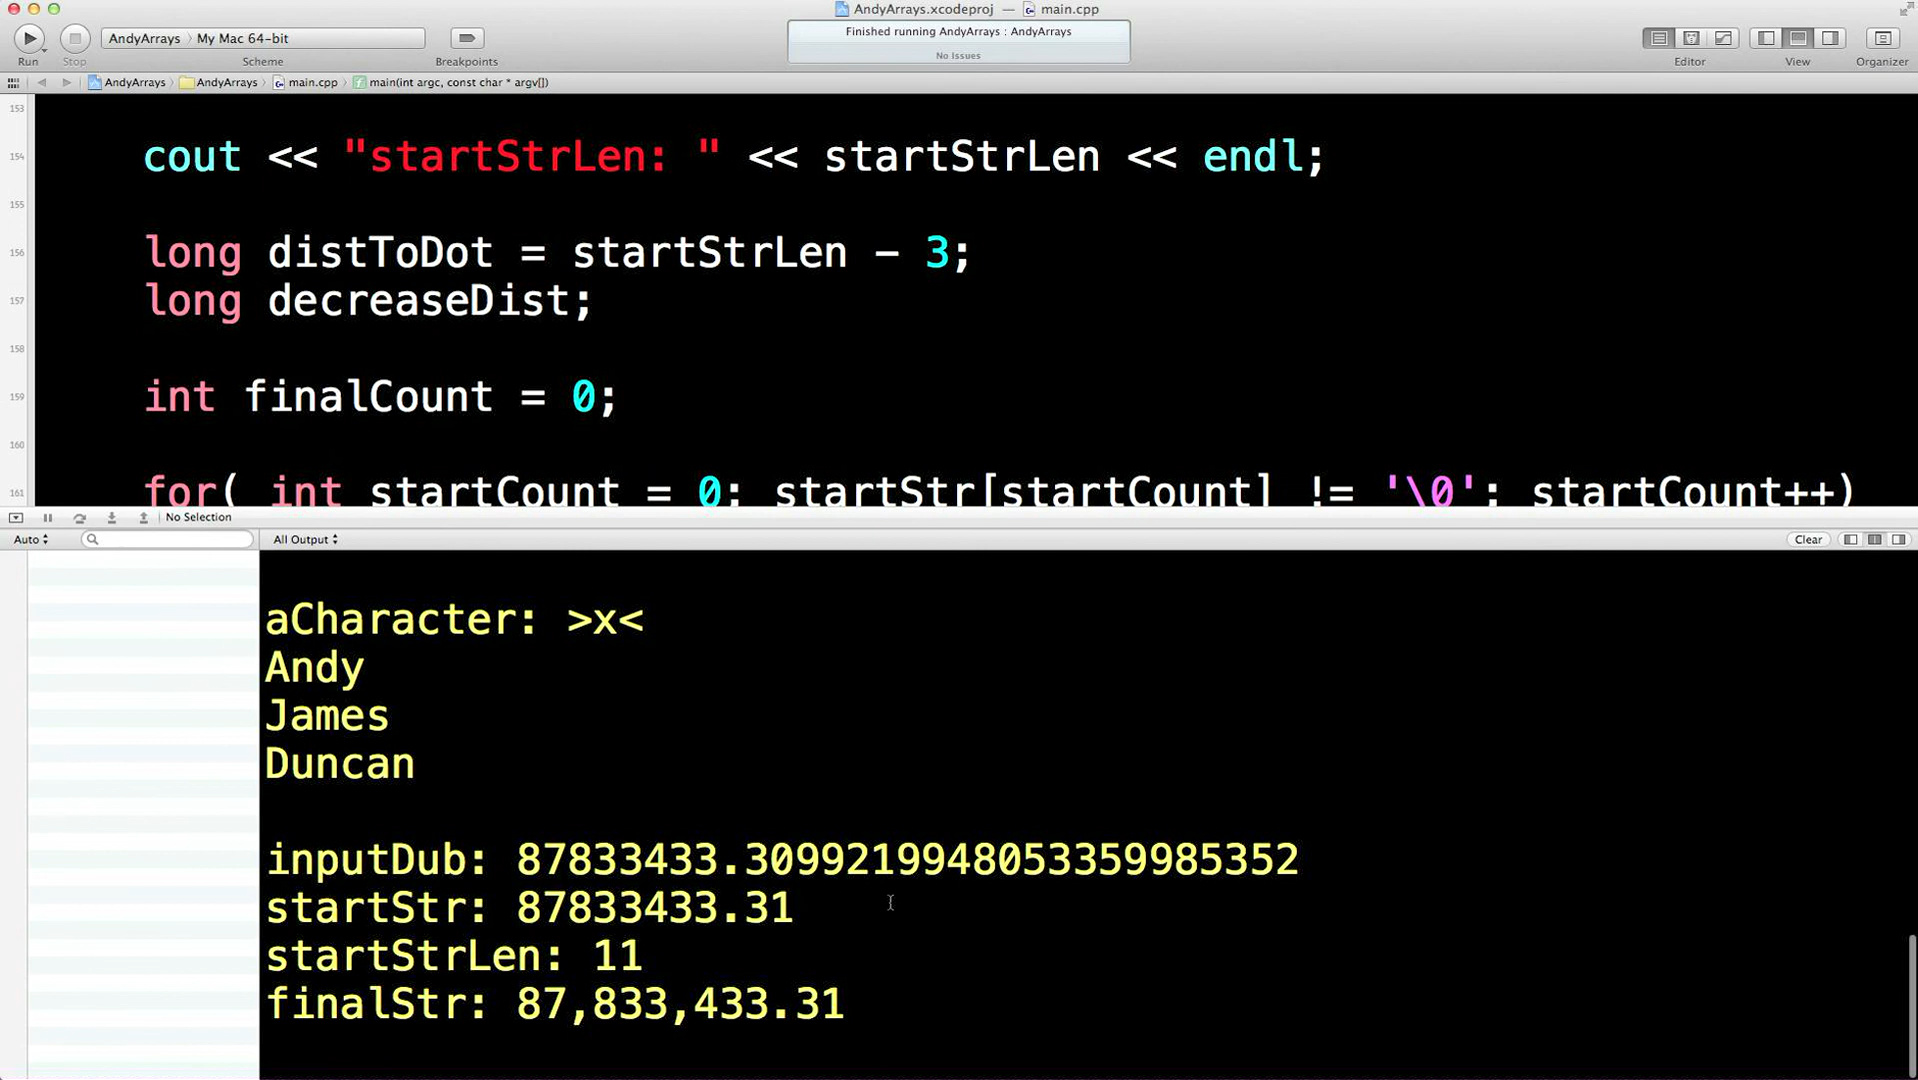 AndyArrays.xcodeproj — main.cpp
Run
Stop
AndyArrays › My Mac 64-bit
Scheme
Breakpoints
Finished running AndyArrays : AndyArrays
No Issues
Editor
View
Organizer
AndyArrays › AndyArrays › main.cpp › main(int argc, const char * argv[])
153
154 cout << "startStrLen: " << startStrLen << endl;
155
156 long distToDot = startStrLen - 3;
157 long decreaseDist;
158
159 int finalCount = 0;
160
161 for( int startCount = 0; startStr[startCount] != '\0'; startCount++)
No Selection
Auto
All Output
Clear
aCharacter: >x<
Andy
James
Duncan
inputDub: 87833433.3099219948053359985352
startStr: 87833433.31
startStrLen: 11
finalStr: 87,833,433.31